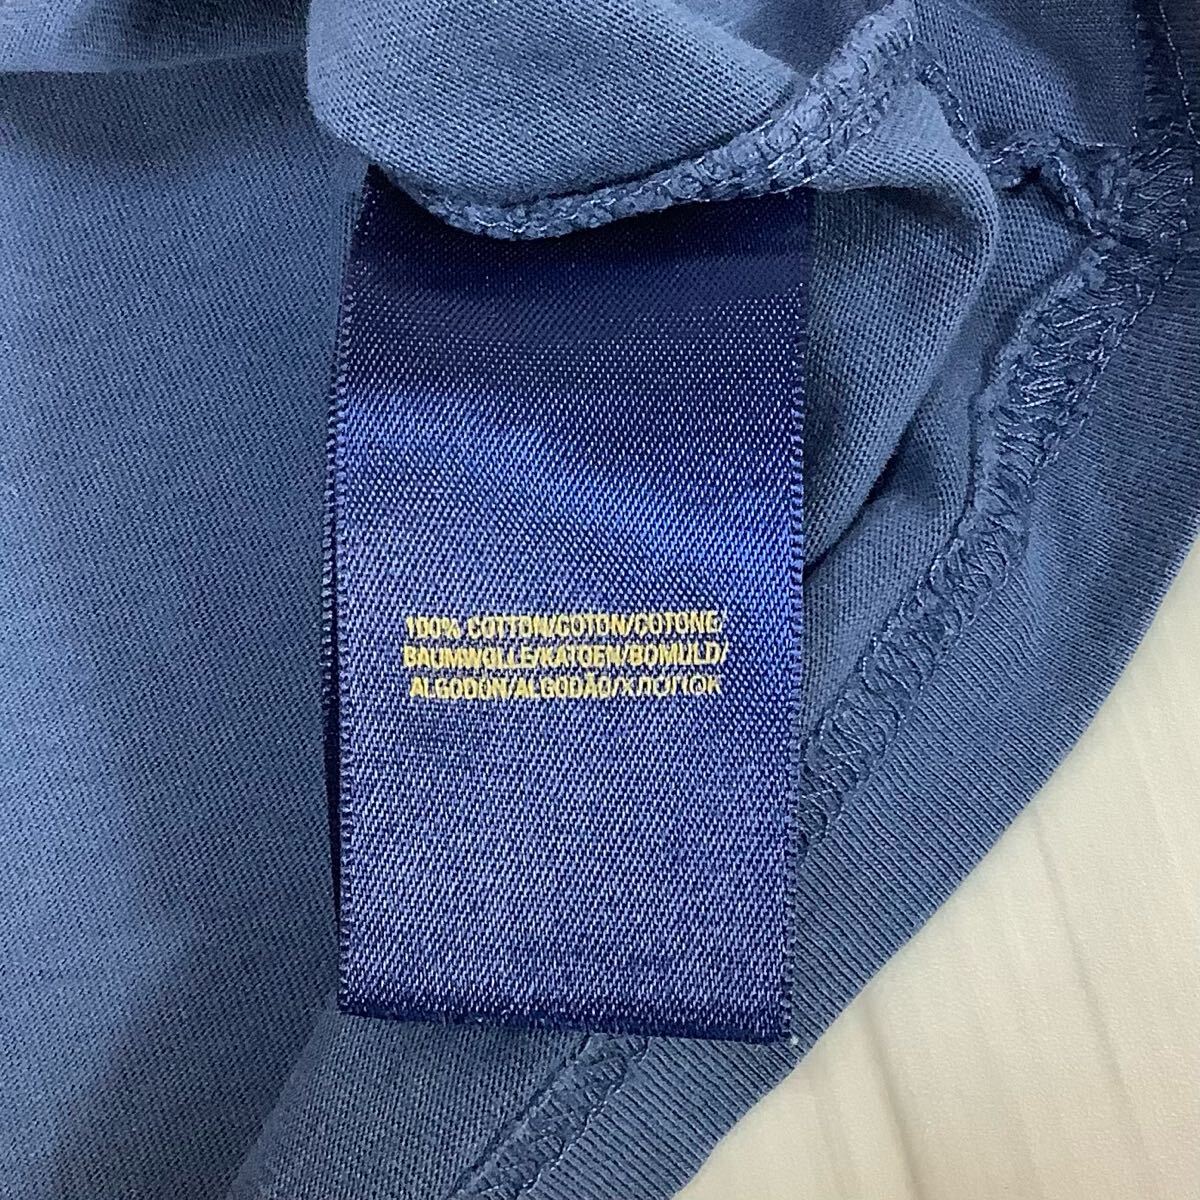 100% COTTON/COTON/COTONE
BAUMWOLLE/KATOEN/BOMULD/
ALGODÓN/ALGODÃO/ХЛОПОК